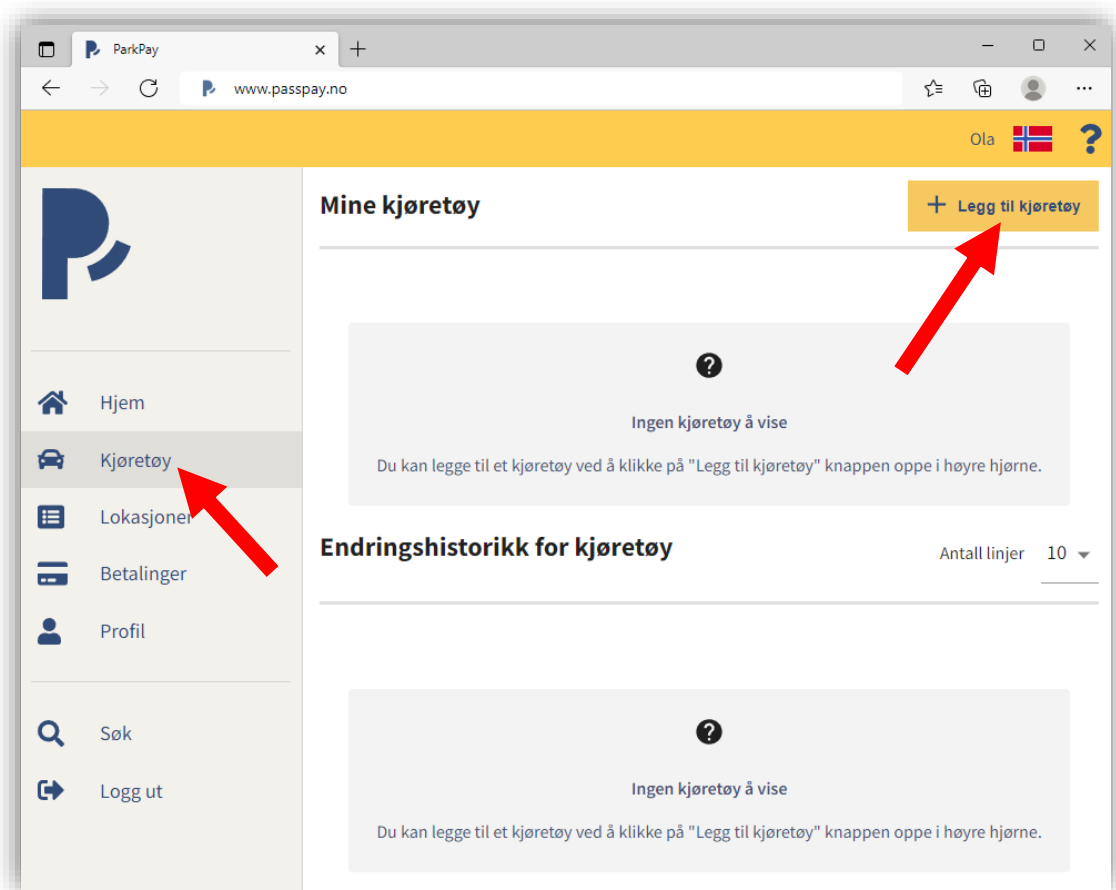 ParkPay
www.passpay.no
Ola
Mine kjøretøy
+ Legg til kjøretøy
Hjem
Kjøretøy
Lokasjoner
Betalinger
Profil
Søk
Logg ut
Ingen kjøretøy å vise
Du kan legge til et kjøretøy ved å klikke på "Legg til kjøretøy" knappen oppe i høyre hjørne.
Endringshistorikk for kjøretøy
Antall linjer 10
Ingen kjøretøy å vise
Du kan legge til et kjøretøy ved å klikke på "Legg til kjøretøy" knappen oppe i høyre hjørne.